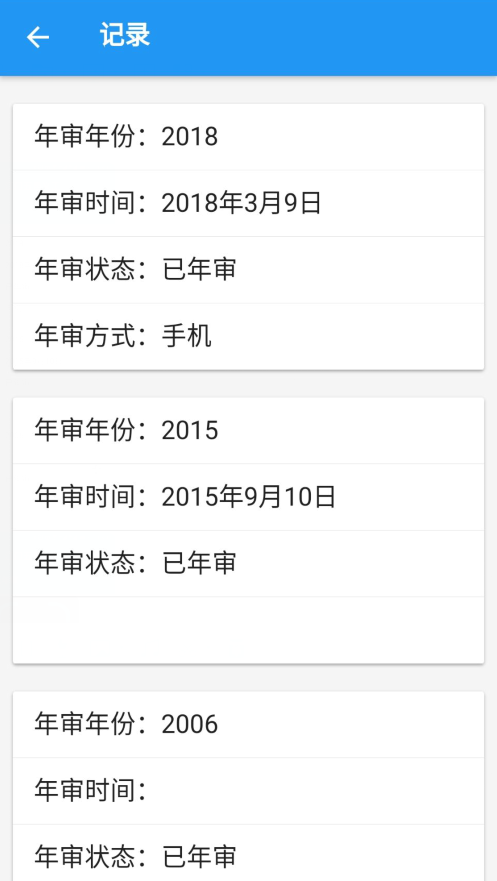 记录
年审年份：2018
年审时间：2018年3月9日
年审状态：已年审
年审方式：手机
年审年份：2015
年审时间：2015年9月10日
年审状态：已年审
年审年份：2006
年审时间：
年审状态：已年审